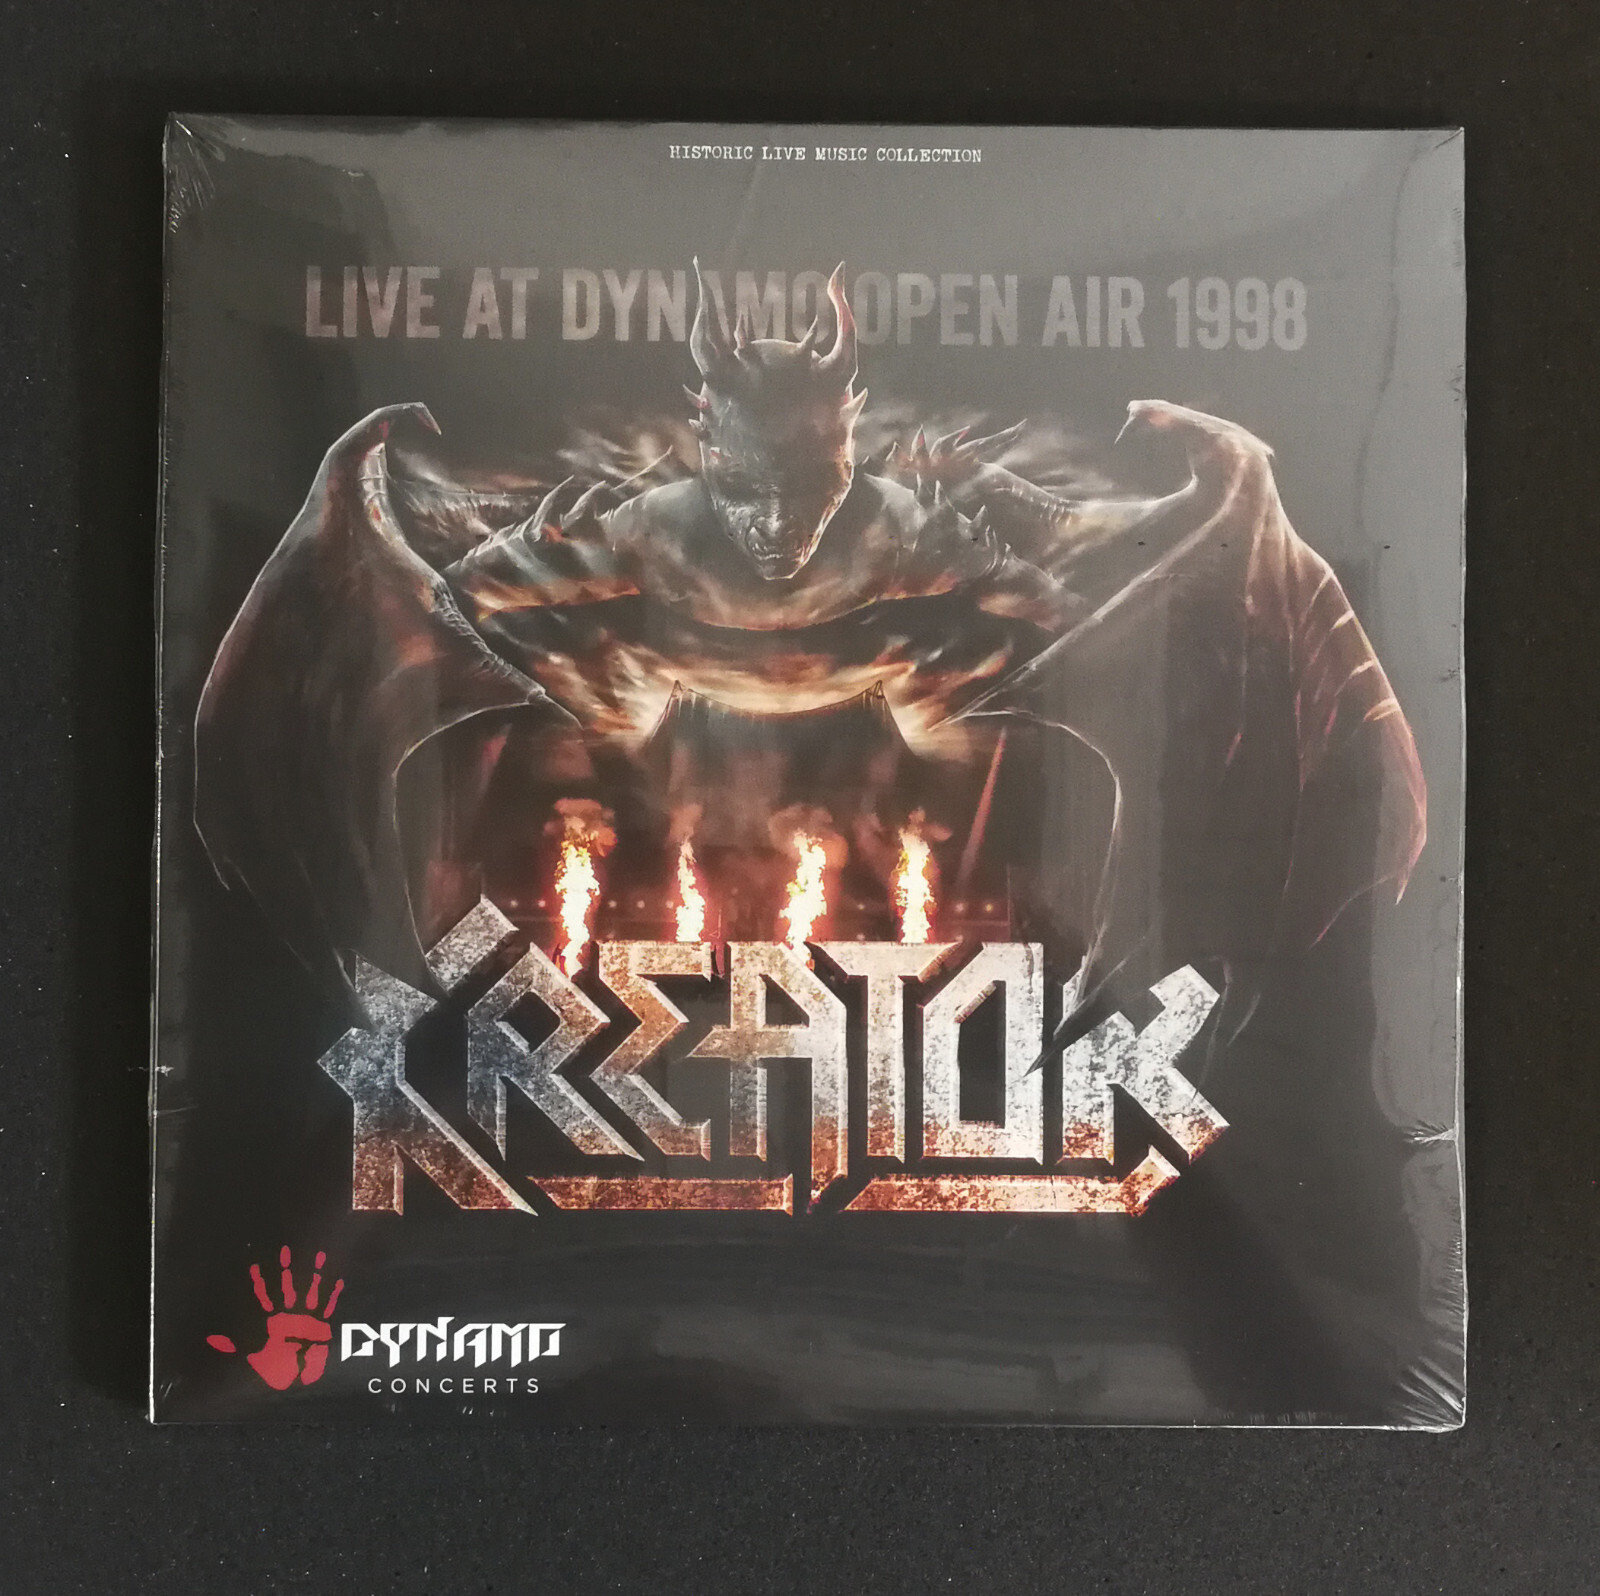 HISTORIC LIVE MUSIC COLLECTION
LIVE AT DYNAMO OPEN AIR 1998
KREATOR
DYNAMO
CONCERTS